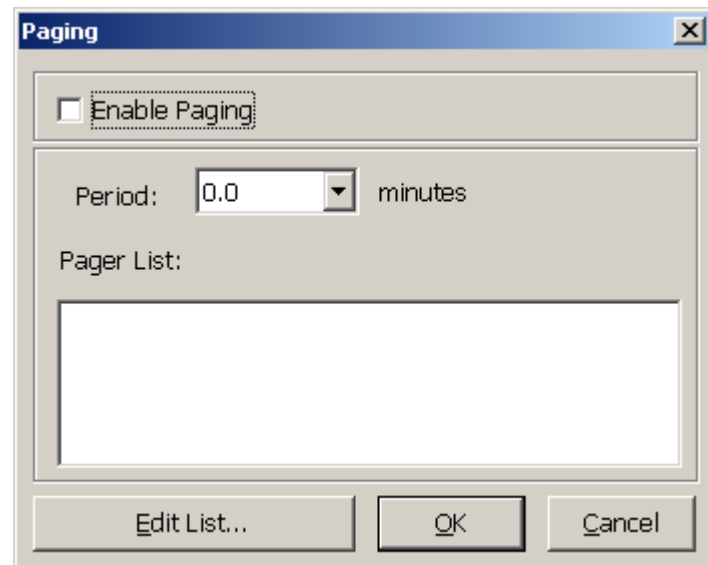 Paging
Enable Paging
Period: 0.0 minutes
Pager List:
Edit List... OK Cancel